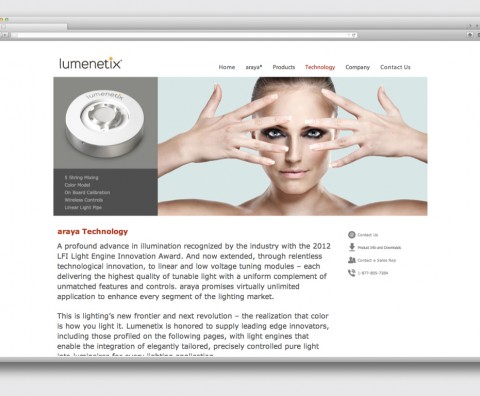 lumenetix
Home araya® Products Technology Company Contact Us
lumenetix
5 String Mixing
Color Model
On Board Calibration
Wireless Controls
Linear Light Pipe
araya Technology
A profound advance in illumination recognized by the industry with the 2012
LFI Light Engine Innovation Award. And now extended, through relentless
technological innovation, to linear and low voltage tuning modules – each
delivering the highest quality of tunable light with a uniform complement of
unmatched features and controls. araya promises virtually unlimited
application to enhance every segment of the lighting market.
This is lighting's new frontier and next revolution – the realization that color
is how you light it. Lumenetix is honored to supply leading edge innovators,
including those profiled on the following pages, with light engines that
enable the integration of elegantly tailored, precisely controlled pure light
into luminaires for every lighting application
Contact Us
Product Info and Downloads
Contact a Sales Rep